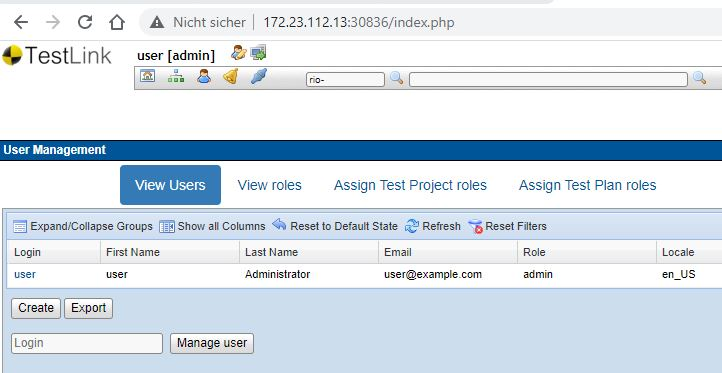 Nicht sicher | 172.23.112.13:30836/index.php
TestLink
user [admin]
rio-
User Management
View Users View roles Assign Test Project roles Assign Test Plan roles
Expand/Collapse Groups Show all Columns Reset to Default State Refresh Reset Filters
Login First Name Last Name Email Role Locale
user user Administrator user@example.com admin en_US
Create Export
Login Manage user